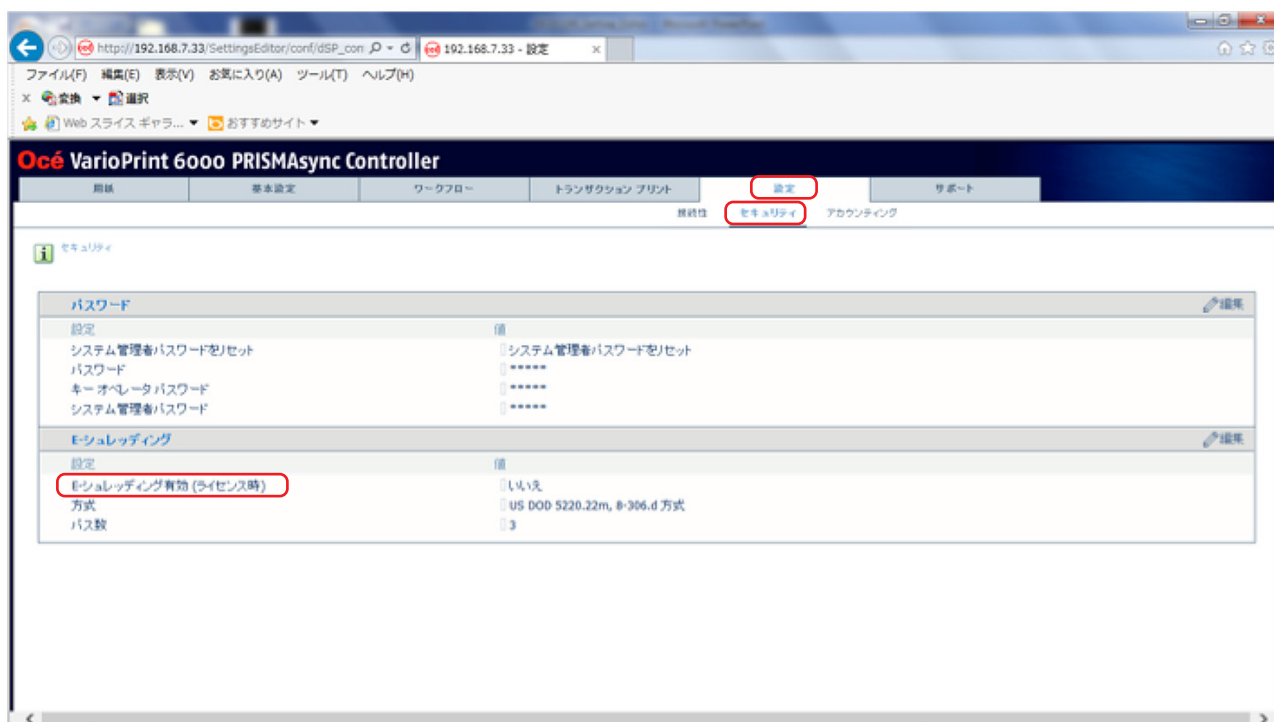 http://192.168.7.33/SettingsEditor/conf/dSP_con
192.168.7.33 - 設定
ファイル(F) 編集(E) 表示(V) お気に入り(A) ツール(T) ヘルプ(H)
x 変換 選択
Web スライス ギャラ... おすすめサイト
Océ VarioPrint 6000 PRISMAsync Controller
用紙 基本設定 ワークフロー トランザクション プリント 設定 サポート
接続性 セキュリティ アカウンティング
セキュリティ
パスワード 編集
設定 値
システム管理者パスワードをリセット システム管理者パスワードをリセット
パスワード *****
キー オペレータ パスワード *****
システム管理者パスワード *****
E-シュレッディング 編集
設定 値
E-シュレッディング有効 (ライセンス時) いいえ
方式 US DOD 5220.22m, 8-306.d 方式
パス数 3